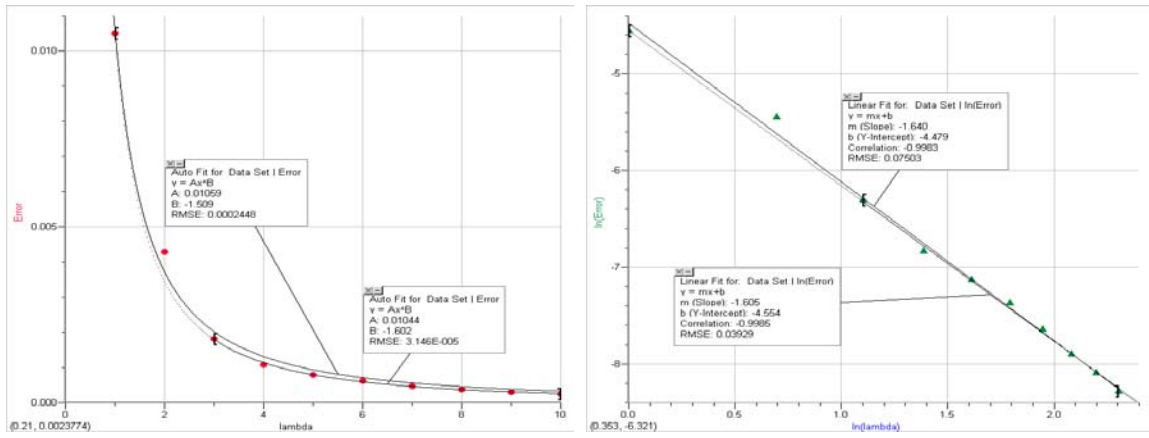 0.010
Auto Fit for: Data Set | Error
y = Ax^B
A: 0.01059
B: -1.509
RMSE: 0.0002448
Error
0.005
Auto Fit for: Data Set | Error
y = Ax^B
A: 0.01044
B: -1.602
RMSE: 3.146E-005
0.000
0 2 4 6 8 10
(0.21, 0.0023774) lambda
-5
Linear Fit for: Data Set | ln(Error)
y = mx+b
m (Slope): -1.640
b (Y-Intercept): -4.479
Correlation: -0.9983
RMSE: 0.07503
-6
ln(Error)
-7
Linear Fit for: Data Set | ln(Error)
y = mx+b
m (Slope): -1.605
b (Y-Intercept): -4.554
Correlation: -0.9985
RMSE: 0.03929
-8
0.0 0.5 1.0 1.5 2.0
(0.353, -6.321) ln(lambda)